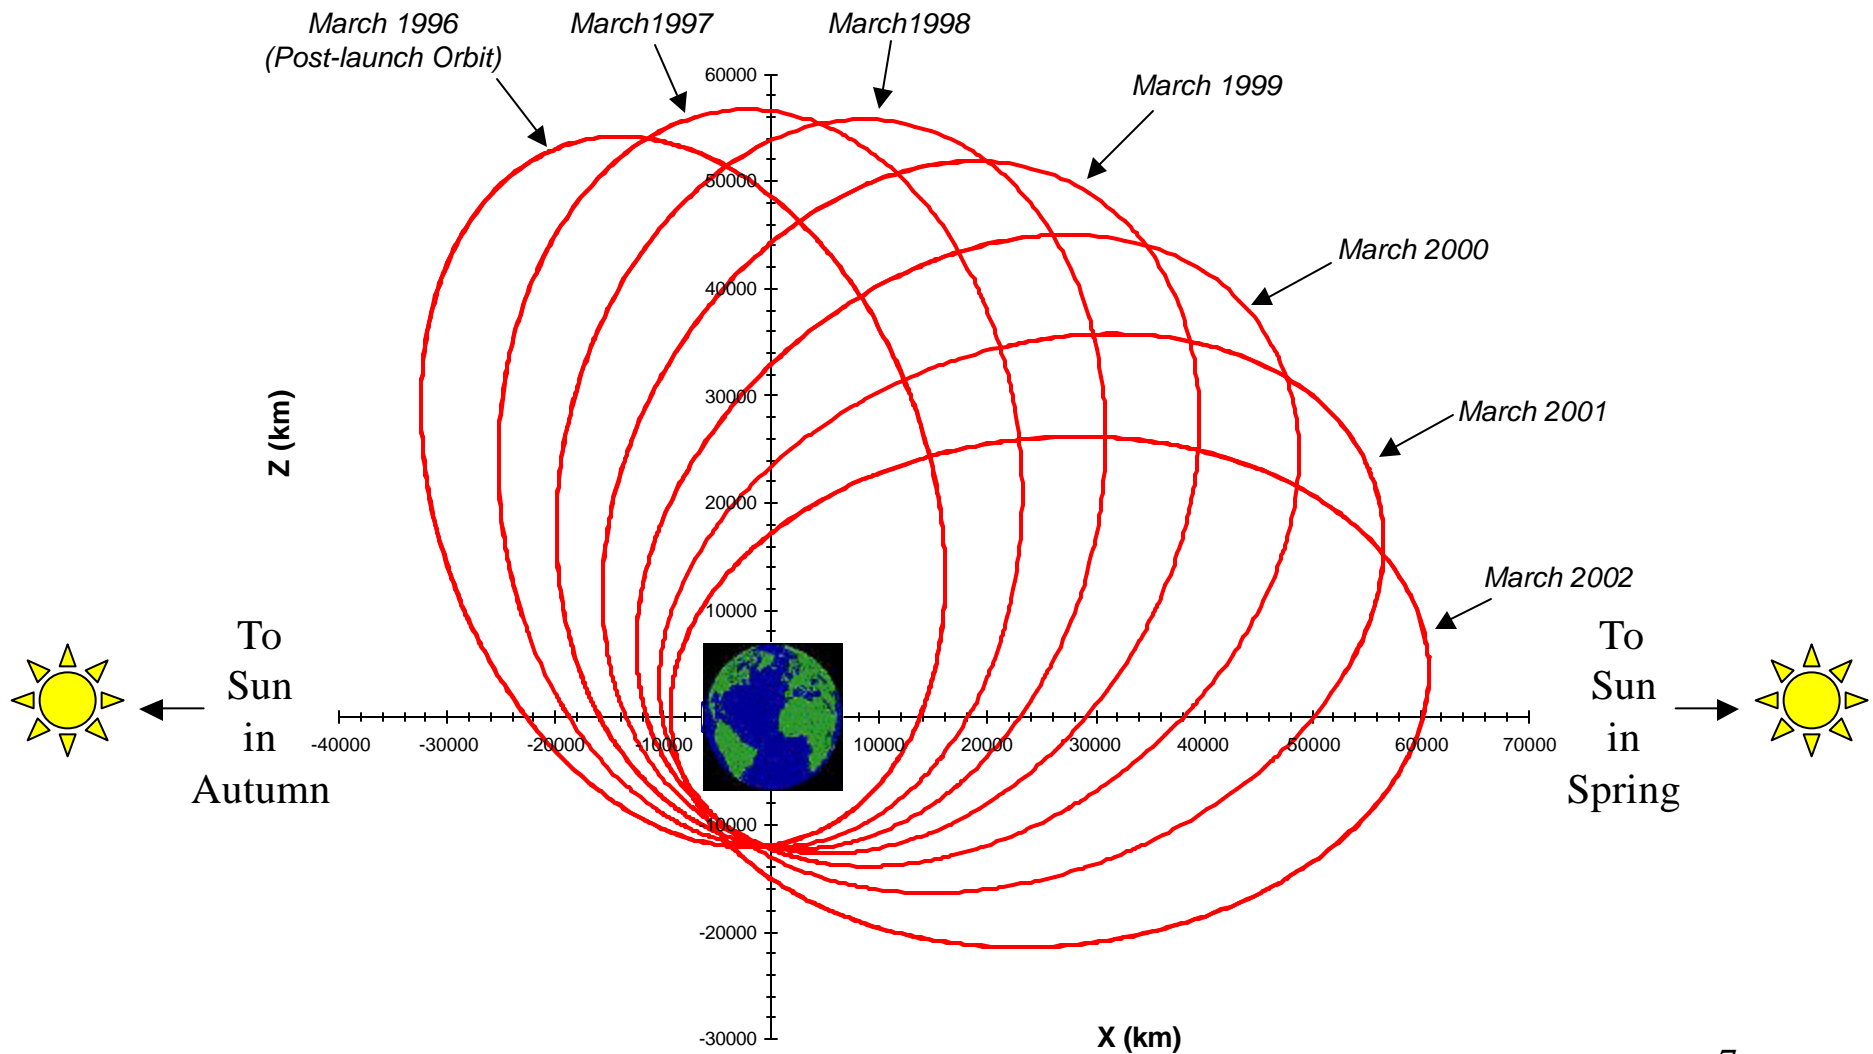 March 1996
(Post-launch Orbit)
March1997
March1998
March 1999
March 2000
March 2001
March 2002
60000
50000
40000
30000
20000
10000
-10000
-20000
-30000
Z (km)
-40000
-30000
-20000
-10000
10000
20000
30000
40000
50000
60000
70000
X (km)
To
Sun
in
Autumn
To
Sun
in
Spring